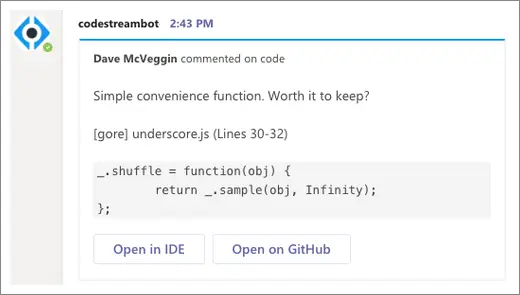 codestreambot 2:43 PM
Dave McVeggin commented on code
Simple convenience function. Worth it to keep?
[gore] underscore.js (Lines 30-32)
_.shuffle = function(obj) {
return _.sample(obj, Infinity);
};
Open in IDE Open on GitHub